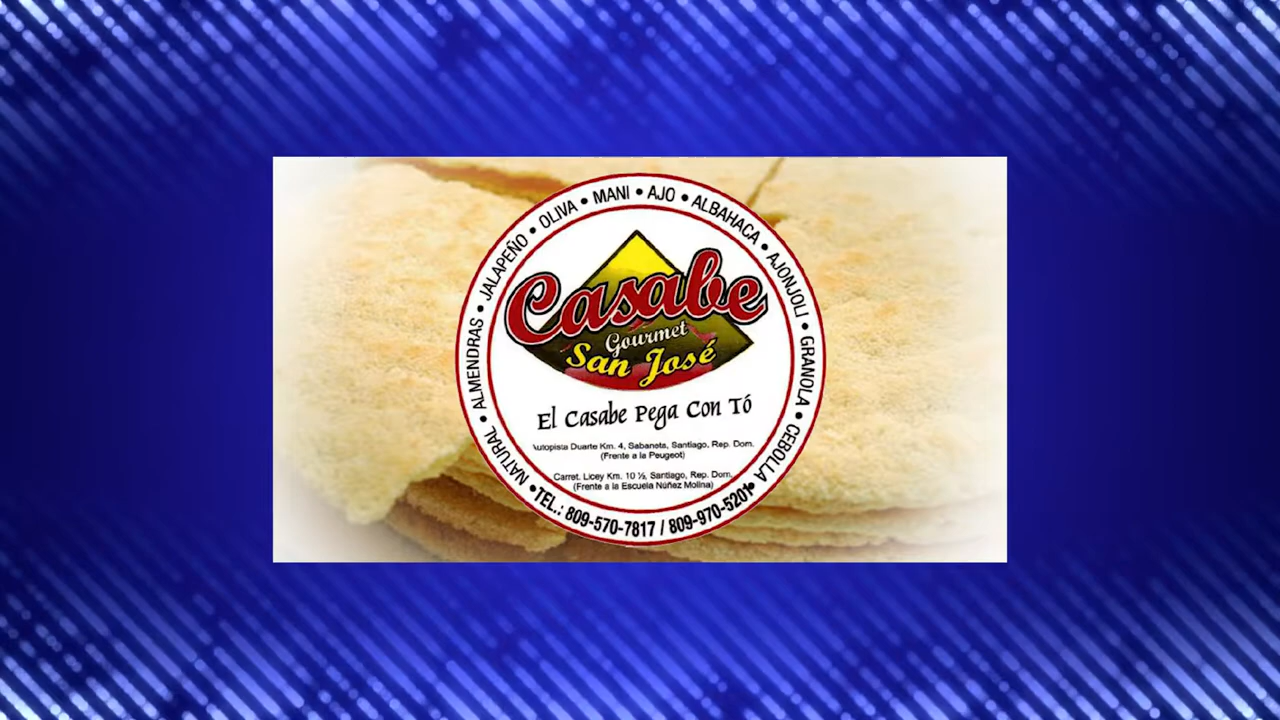 NATURAL • ALMENDRAS • JALAPEÑO • OLIVA • MANI • AJO • ALBAHACA • AJONJOLI • GRANOLA • CEBOLLA
Casabe
Gourmet
San José
El Casabe Pega Con Tó
utopista Duarte Km. 4, Sabaneta, Santiago, Rep. Dom.
(Frente a la Peugeot)
Carret. Licey Km. 10 ½, Santiago, Rep. Dom.
(Frente a la Escuela Núñez Molina)
•TEL.: 809-570-7817 / 809-970-5201•